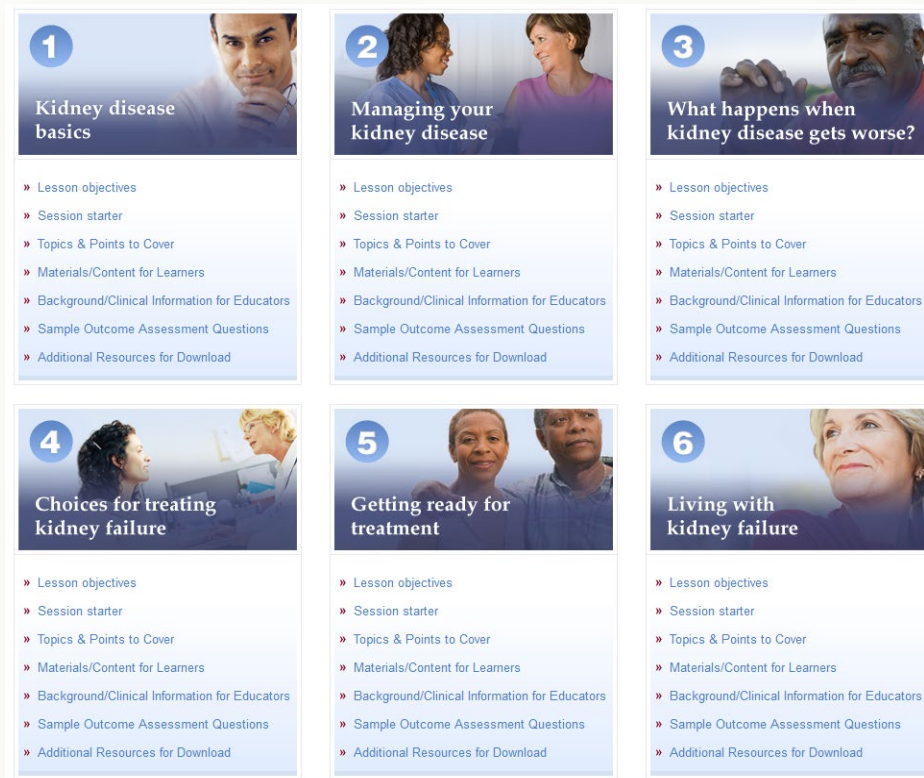 1
Kidney disease
basics
» Lesson objectives
» Session starter
» Topics & Points to Cover
» Materials/Content for Learners
» Background/Clinical Information for Educators
» Sample Outcome Assessment Questions
» Additional Resources for Download
2
Managing your
kidney disease
» Lesson objectives
» Session starter
» Topics & Points to Cover
» Materials/Content for Learners
» Background/Clinical Information for Educators
» Sample Outcome Assessment Questions
» Additional Resources for Download
3
What happens when
kidney disease gets worse?
» Lesson objectives
» Session starter
» Topics & Points to Cover
» Materials/Content for Learners
» Background/Clinical Information for Educators
» Sample Outcome Assessment Questions
» Additional Resources for Download
4
Choices for treating
kidney failure
» Lesson objectives
» Session starter
» Topics & Points to Cover
» Materials/Content for Learners
» Background/Clinical Information for Educators
» Sample Outcome Assessment Questions
» Additional Resources for Download
5
Getting ready for
treatment
» Lesson objectives
» Session starter
» Topics & Points to Cover
» Materials/Content for Learners
» Background/Clinical Information for Educators
» Sample Outcome Assessment Questions
» Additional Resources for Download
6
Living with
kidney failure
» Lesson objectives
» Session starter
» Topics & Points to Cover
» Materials/Content for Learners
» Background/Clinical Information for Educators
» Sample Outcome Assessment Questions
» Additional Resources for Download